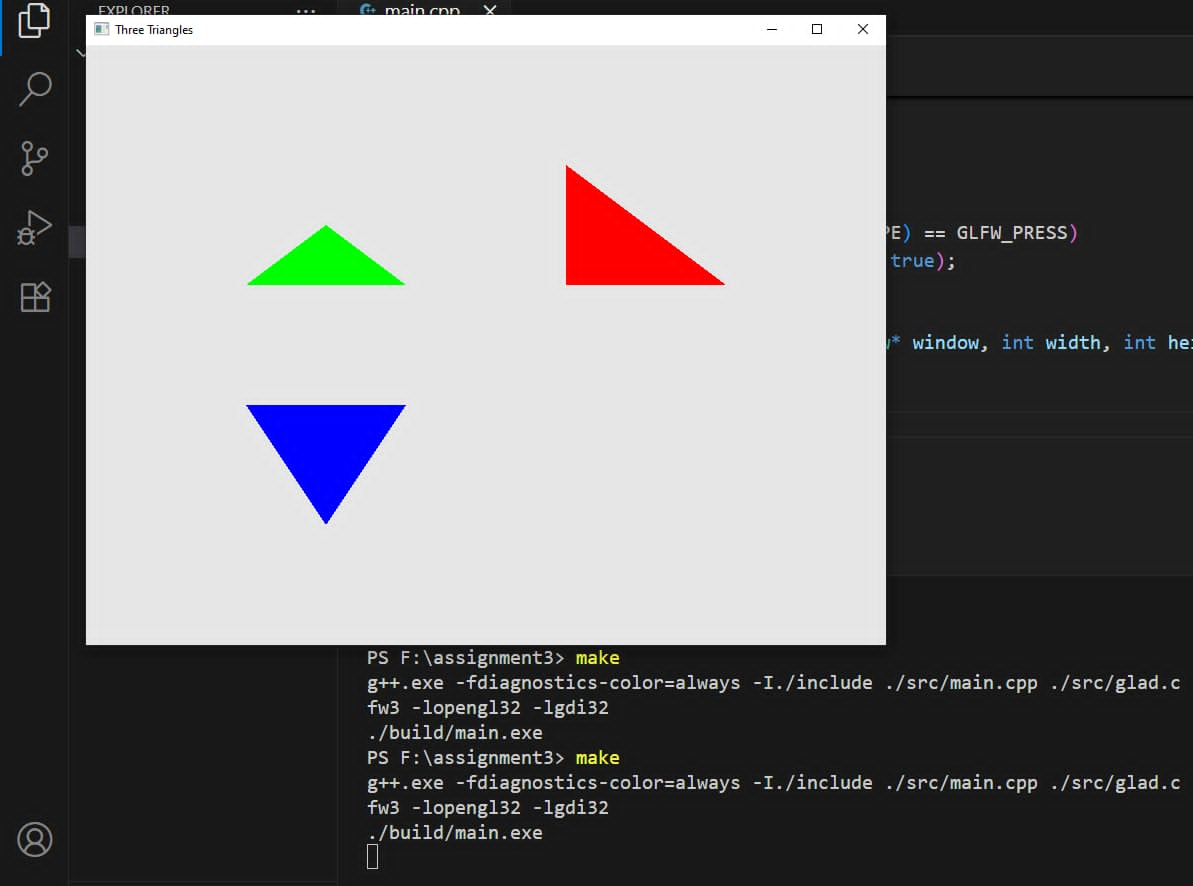 EXPLORER ... main.cpp
Three Triangles
) == GLFW_PRESS)
true);
* window, int width, int hei
PS F:\assignment3> make
g++.exe -fdiagnostics-color=always -I./include ./src/main.cpp ./src/glad.c
fw3 -lopengl32 -lgdi32
./build/main.exe
PS F:\assignment3> make
g++.exe -fdiagnostics-color=always -I./include ./src/main.cpp ./src/glad.c
fw3 -lopengl32 -lgdi32
./build/main.exe